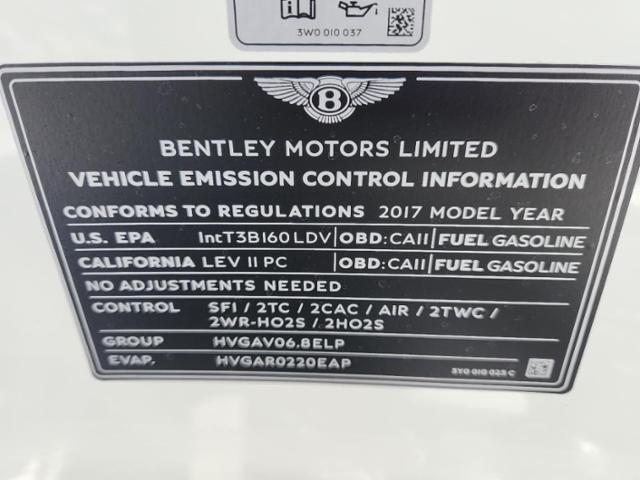 3W0 010 037
B
BENTLEY MOTORS LIMITED
VEHICLE EMISSION CONTROL INFORMATION
CONFORMS TO REGULATIONS 2017 MODEL YEAR
U.S. EPA IntT3B160LDV OBD:CAII FUEL GASOLINE
CALIFORNIA LEV II PC OBD:CAII FUEL GASOLINE
NO ADJUSTMENTS NEEDED
CONTROL SFI / 2TC / 2CAC / AIR / 2TWC /
2WR-HO2S / 2HO2S
GROUP HVGAV06.8ELP
EVAP. HVGAR0220EAP
3Y0 010 023 C